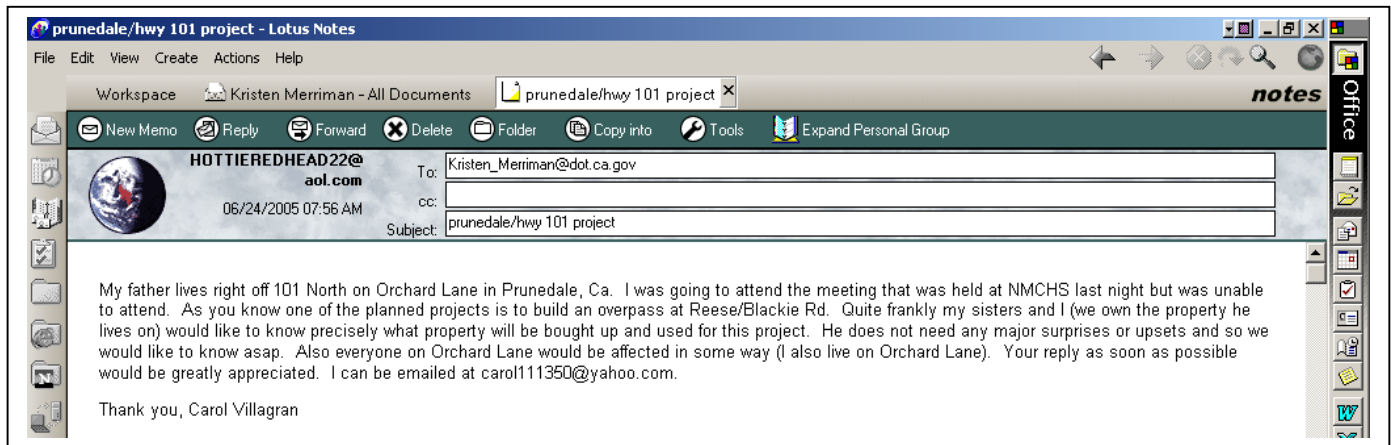 prunedale/hwy 101 project - Lotus Notes
File Edit View Create Actions Help
Workspace Kristen Merriman - All Documents prunedale/hwy 101 project notes
New Memo Reply Forward Delete Folder Copy into Tools Expand Personal Group
HOTTIEREDHEAD22@
aol.com
06/24/2005 07:56 AM
To: Kristen_Merriman@dot.ca.gov
cc:
Subject: prunedale/hwy 101 project
My father lives right off 101 North on Orchard Lane in Prunedale, Ca. I was going to attend the meeting that was held at NMCHS last night but was unable
to attend. As you know one of the planned projects is to build an overpass at Reese/Blackie Rd. Quite frankly my sisters and I (we own the property he
lives on) would like to know precisely what property will be bought up and used for this project. He does not need any major surprises or upsets and so we
would like to know asap. Also everyone on Orchard Lane would be affected in some way (I also live on Orchard Lane). Your reply as soon as possible
would be greatly appreciated. I can be emailed at carol111350@yahoo.com.
Thank you, Carol Villagran
Office